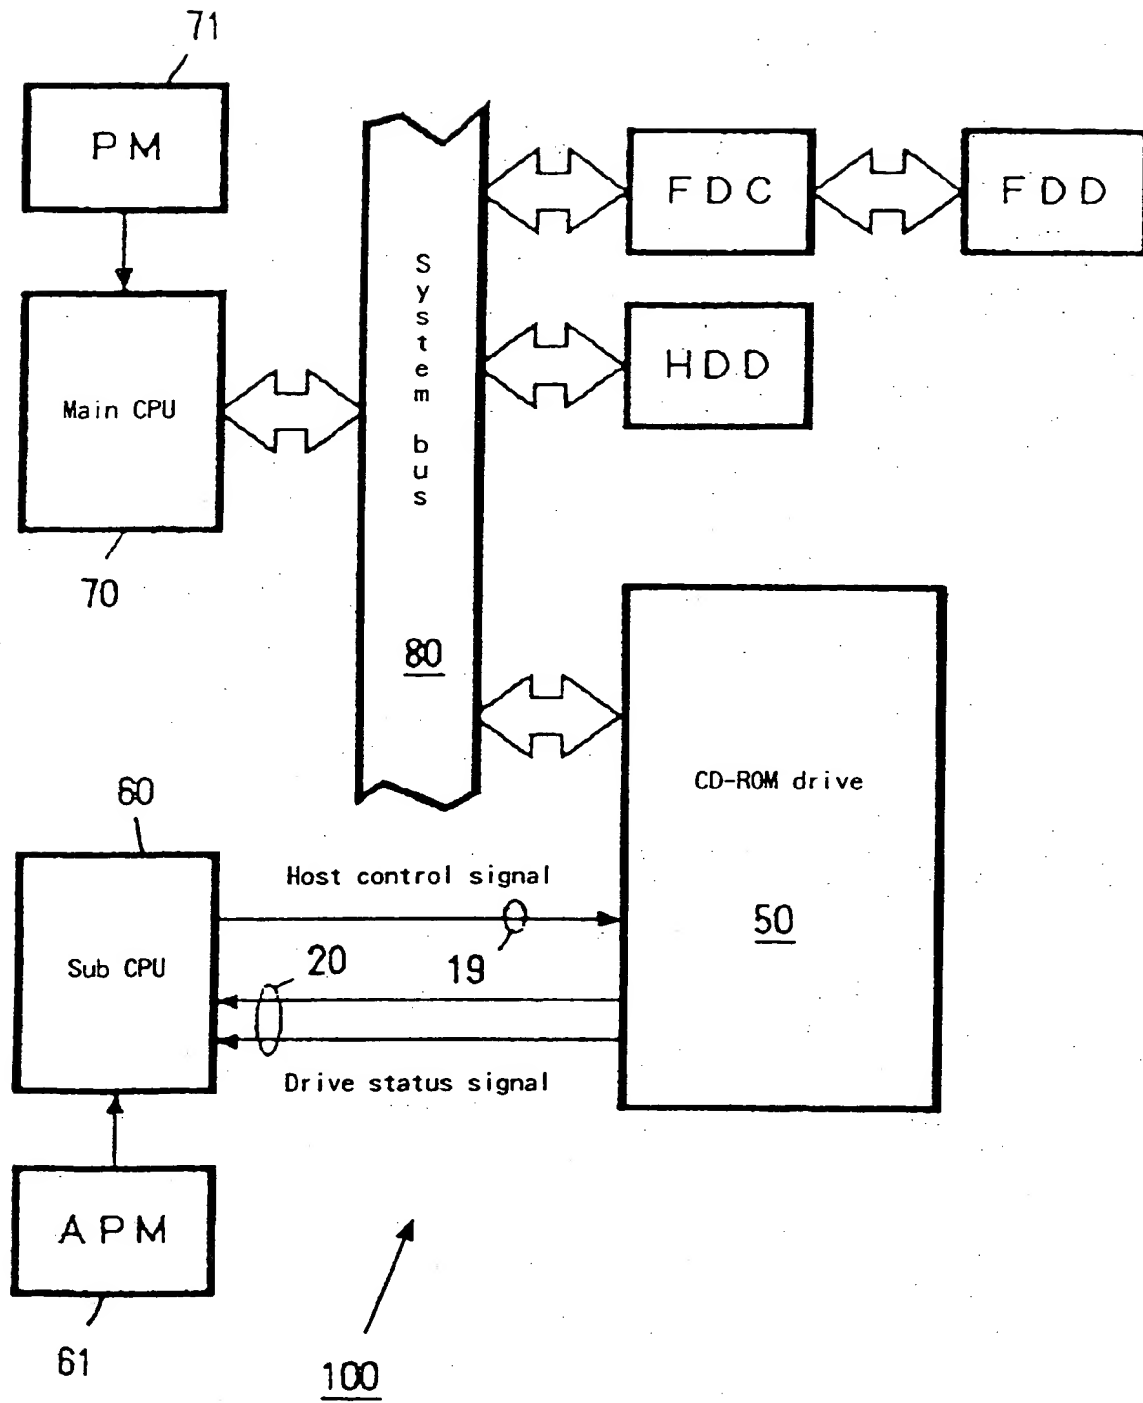 71
PM
FDC
FDD
System bus
HDD
Main CPU
70
80
CD-ROM drive
60
Host control signal
50
19
20
Sub CPU
Drive status signal
APM
61
100